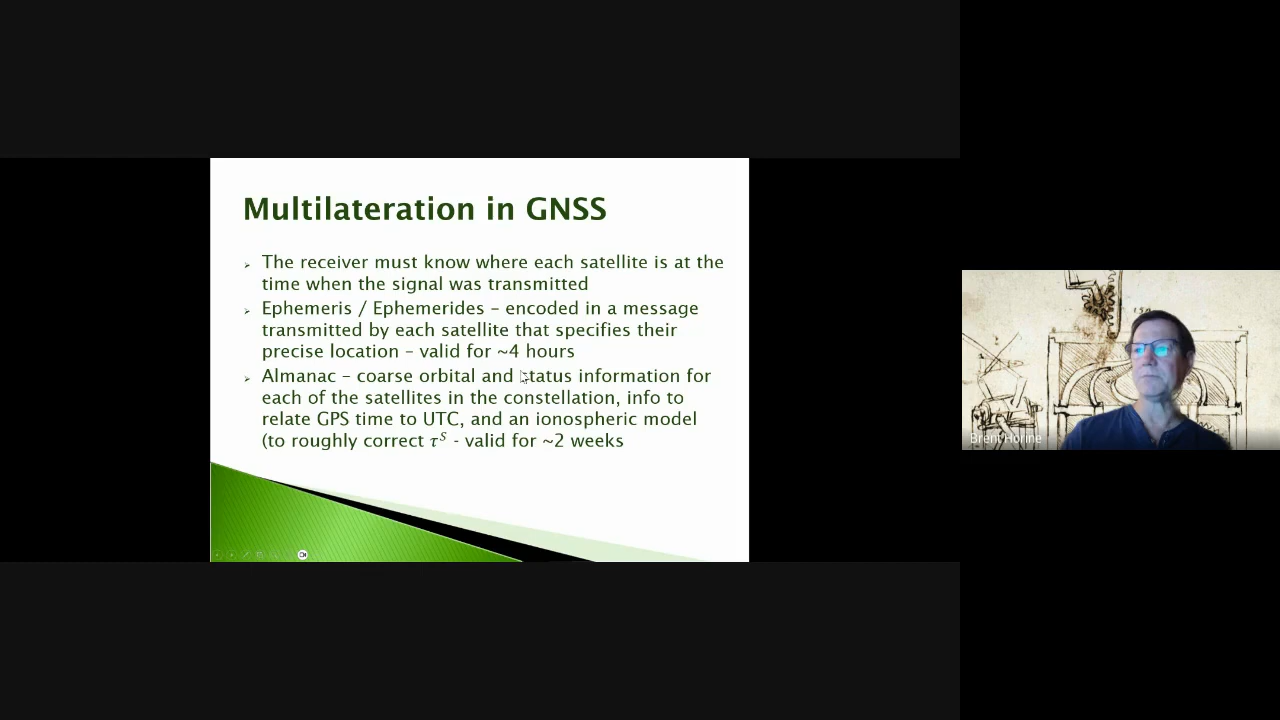 Multilateration in GNSS
The receiver must know where each satellite is at the
time when the signal was transmitted
Ephemeris / Ephemerides – encoded in a message
transmitted by each satellite that specifies their
precise location – valid for ~4 hours
Almanac – coarse orbital and status information for
each of the satellites in the constellation, info to
relate GPS time to UTC, and an ionospheric model
(to roughly correct τˢ - valid for ~2 weeks
Brent Horine